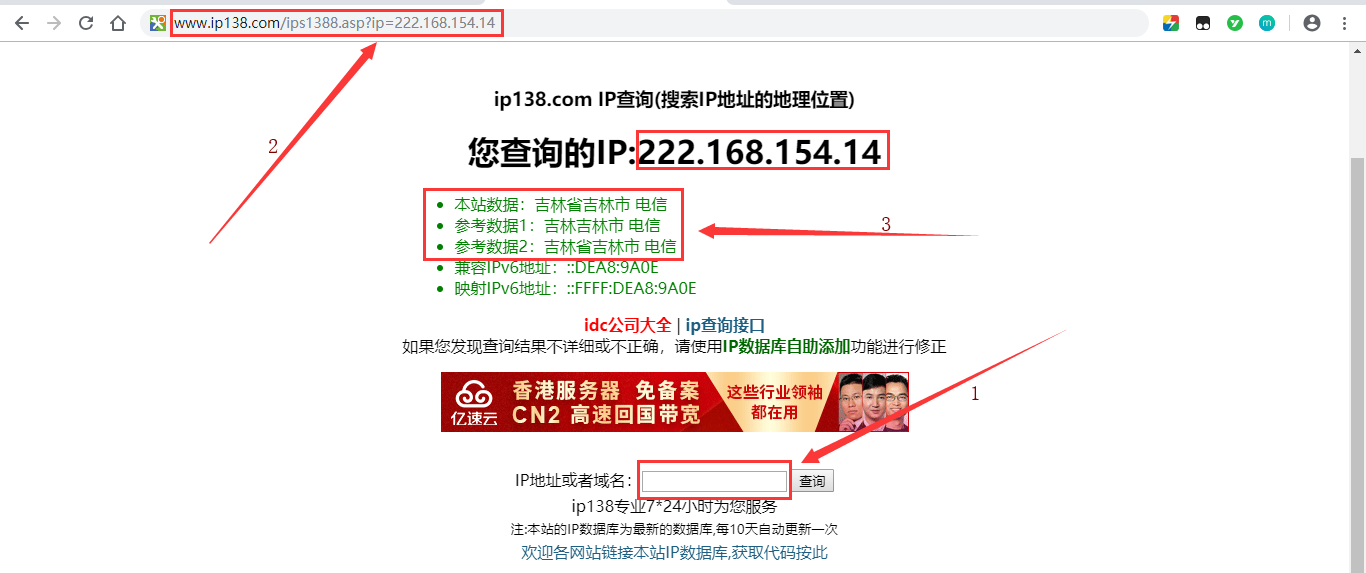 www.ip138.com/ips1388.asp?ip=222.168.154.14
ip138.com IP查询(搜索IP地址的地理位置)
2
您查询的IP:222.168.154.14
本站数据：吉林省吉林市 电信
参考数据1：吉林吉林市 电信
3
参考数据2：吉林省吉林市 电信
兼容IPv6地址：::DEA8:9A0E
映射IPv6地址：::FFFF:DEA8:9A0E
idc公司大全 | ip查询接口
如果您发现查询结果不详细或不正确，请使用IP数据库自助添加功能进行修正
亿速云
香港服务器 免备案
CN2 高速回国带宽
这些行业领袖
都在用
1
IP地址或者域名： 查询
ip138专业7*24小时为您服务
注:本站的IP数据库为最新的数据库,每10天自动更新一次
欢迎各网站链接本站IP数据库,获取代码按此